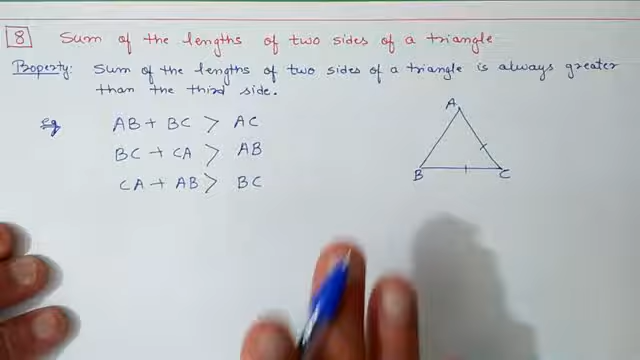 8 Sum of the lengths of two sides of a triangle
Property: Sum of the lengths of two sides of a triangle is always greater
than the third side.
eg AB + BC > AC
BC + CA > AB
CA + AB > BC
A
B C